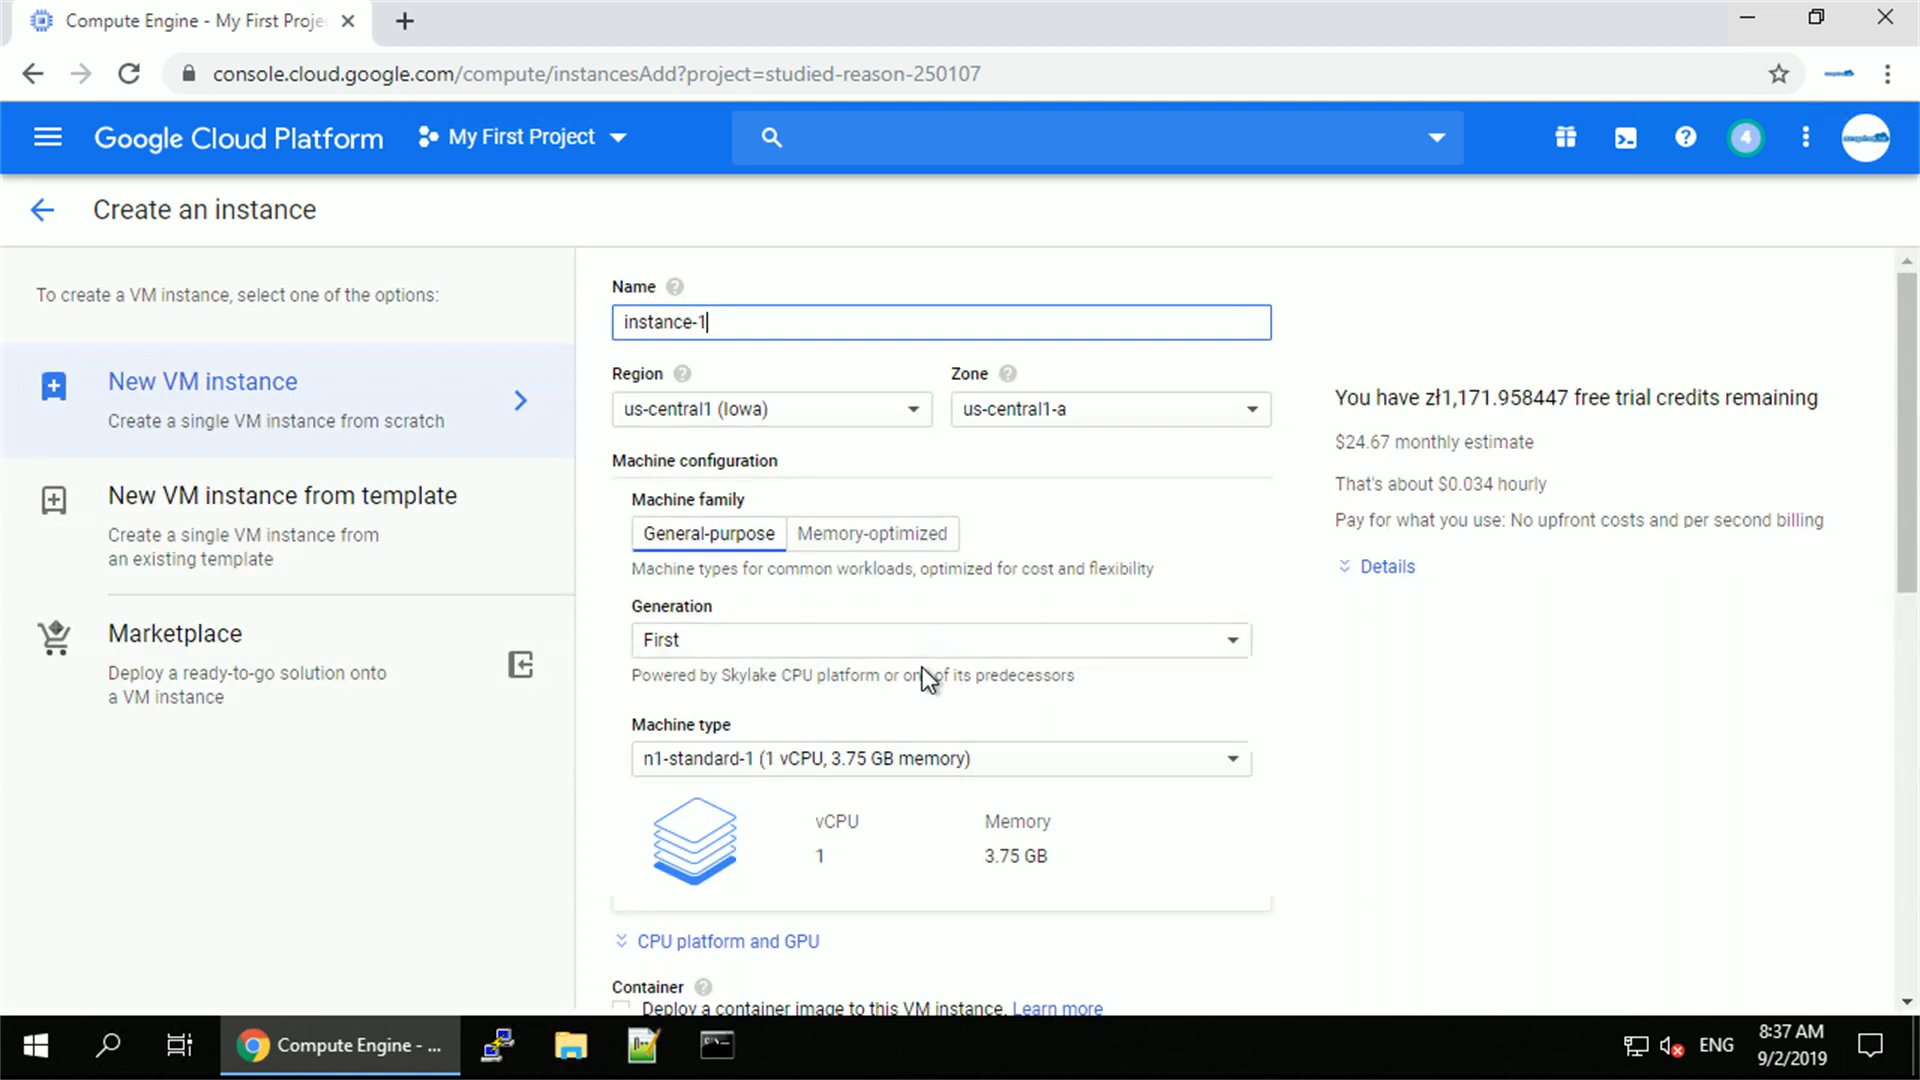 Compute Engine - My First Proje
console.cloud.google.com/compute/instancesAdd?project=studied-reason-250107
Google Cloud Platform
My First Project
4
Create an instance
To create a VM instance, select one of the options:
New VM instance
Create a single VM instance from scratch
New VM instance from template
Create a single VM instance from
an existing template
Marketplace
Deploy a ready-to-go solution onto
a VM instance
Name
instance-1
Region
Zone
us-central1 (Iowa)
us-central1-a
Machine configuration
Machine family
General-purpose
Memory-optimized
Machine types for common workloads, optimized for cost and flexibility
Generation
First
Powered by Skylake CPU platform or one of its predecessors
Machine type
n1-standard-1 (1 vCPU, 3.75 GB memory)
vCPU
Memory
1
3.75 GB
CPU platform and GPU
Container
Deploy a container image to this VM instance. Learn more
You have zł1,171.958447 free trial credits remaining
$24.67 monthly estimate
That's about $0.034 hourly
Pay for what you use: No upfront costs and per second billing
Details
Compute Engine - ...
ENG
8:37 AM
9/2/2019